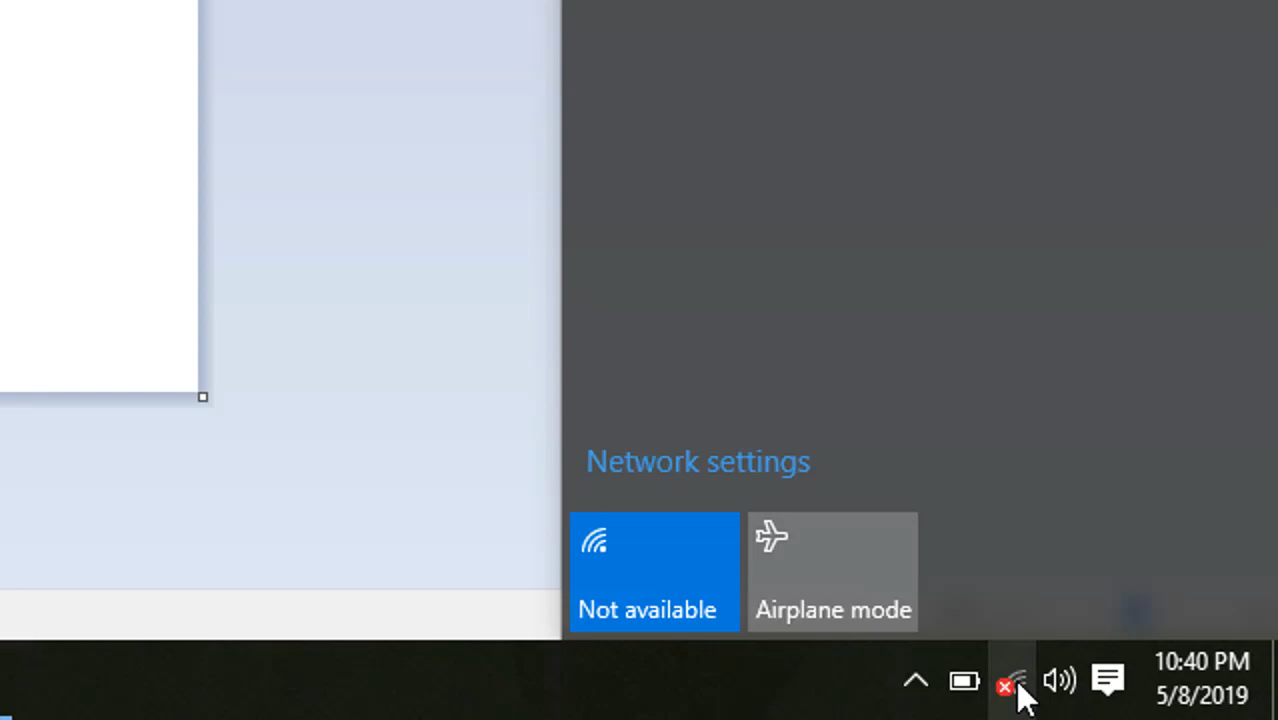 Network settings
Not available
Airplane mode
10:40 PM
5/8/2019